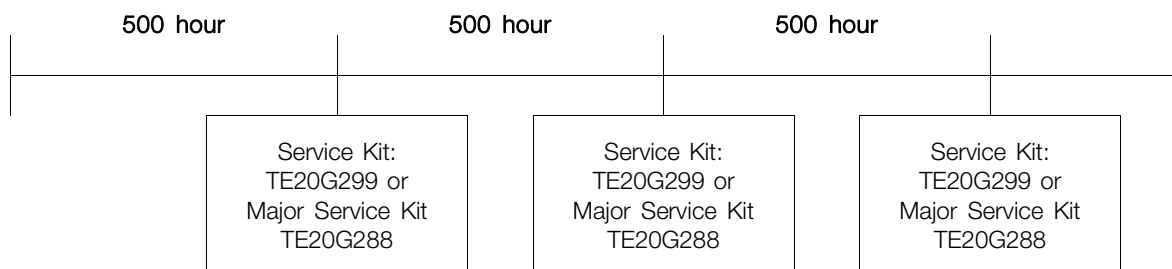 500 hour
500 hour
500 hour
Service Kit:
TE20G299 or
Major Service Kit
TE20G288
Service Kit:
TE20G299 or
Major Service Kit
TE20G288
Service Kit:
TE20G299 or
Major Service Kit
TE20G288